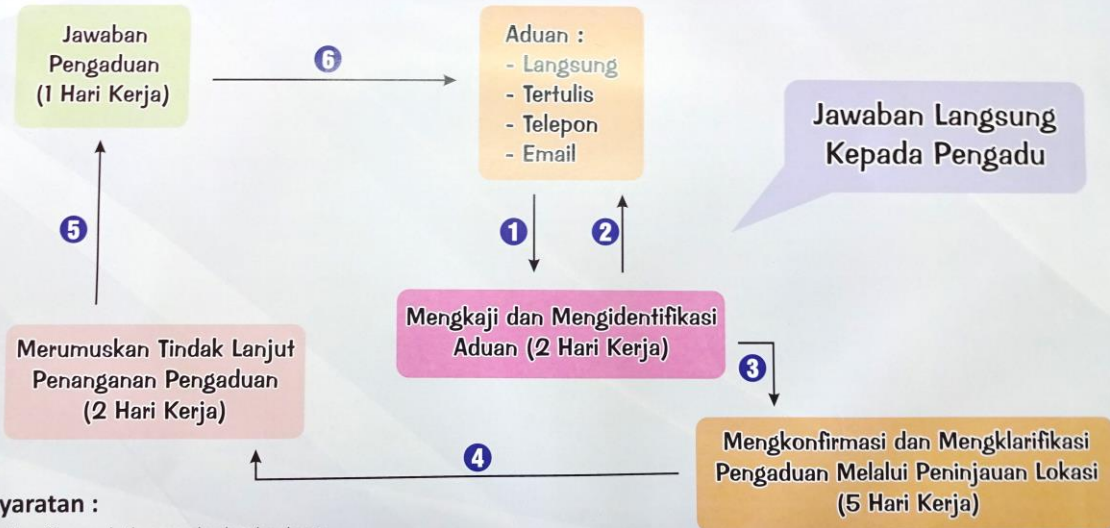 Jawaban
Pengaduan
(1 Hari Kerja)
6
Aduan :
- Langsung
- Tertulis
- Telepon
- Email
Jawaban Langsung
Kepada Pengadu
5
1
2
Mengkaji dan Mengidentifikasi
Aduan (2 Hari Kerja)
3
Merumuskan Tindak Lanjut
Penanganan Pengaduan
(2 Hari Kerja)
4
Mengkonfirmasi dan Mengklarifikasi
Pengaduan Melalui Peninjauan Lokasi
(5 Hari Kerja)
yaratan :